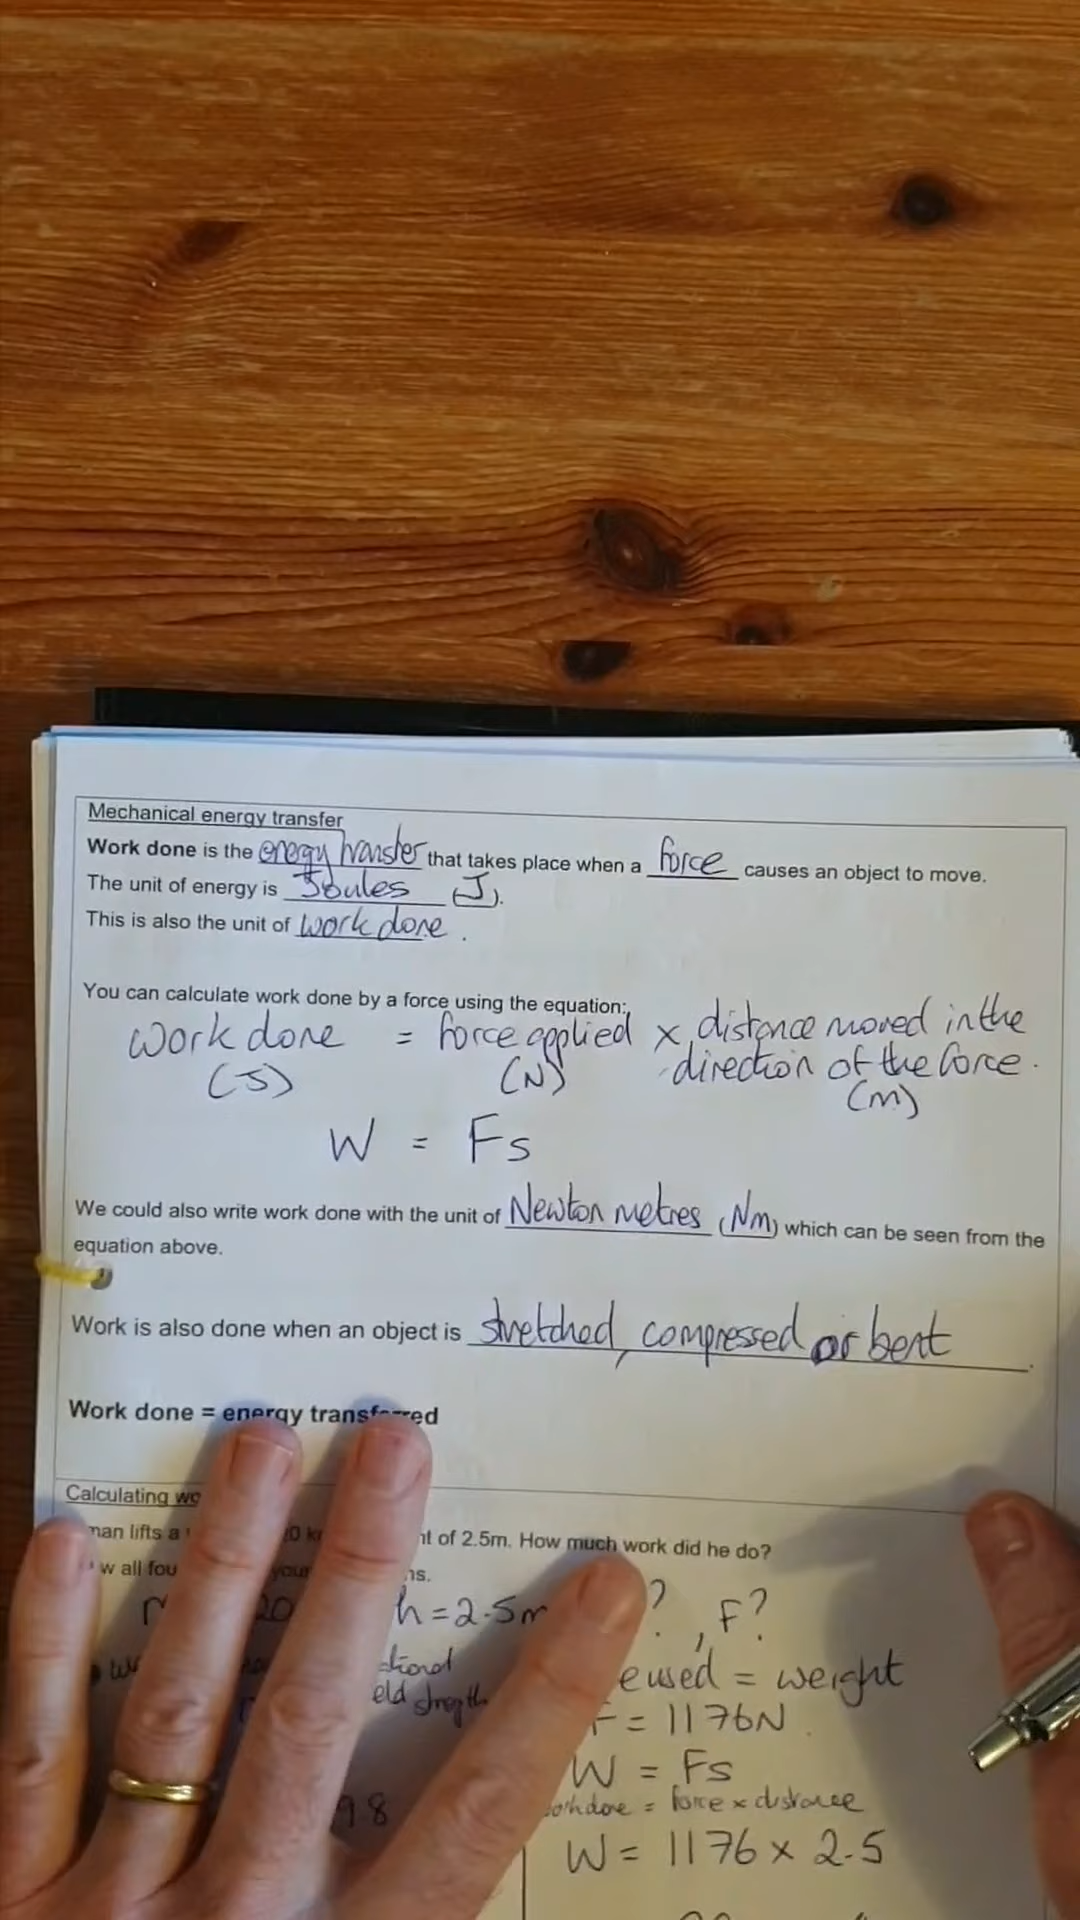 Mechanical energy transfer
Work done is the energy transfer that takes place when a force causes an object to move.
The unit of energy is Joules (J).
This is also the unit of work done.
You can calculate work done by a force using the equation:
work done = force applied × distance moved in the
direction of the force.
(J) (N) (m)
W = Fs
We could also write work done with the unit of Newton metres (Nm) which can be seen from the
equation above.
Work is also done when an object is stretched, compressed or bent.
Work done = energy transferred
Calculating
man lifts a of 2.5m. How much work did he do?
all
h = 2.5m ? , F?
used = weight
F = 1176N
W = Fs
= force × distance
98
W = 1176 × 2.5